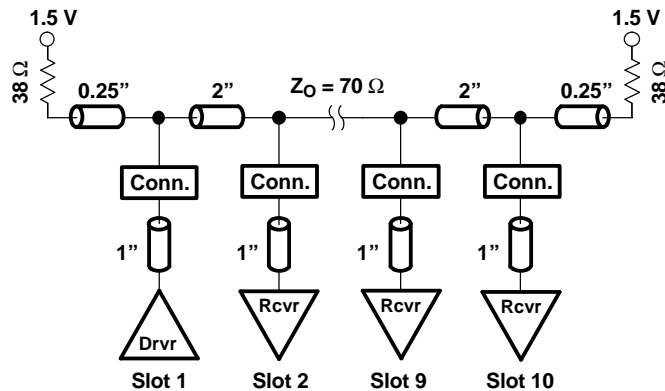 1.5 V
1.5 V
38 Ω
38 Ω
0.25”
2”
Z_O = 70 Ω
2”
0.25”
Conn.
Conn.
Conn.
Conn.
1”
1”
1”
1”
Drvr
Rcvr
Rcvr
Rcvr
Slot 1
Slot 2
Slot 9
Slot 10